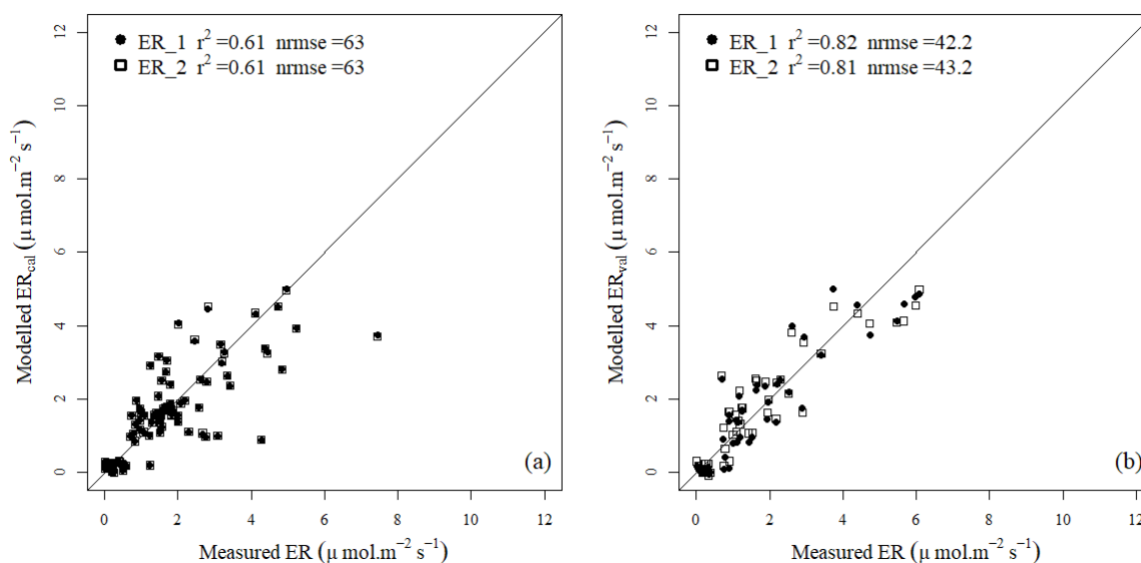 ER_1 r² =0.61 nrmse =63
ER_2 r² =0.61 nrmse =63
12
10
8
6
4
2
0
Modelled ERcal (μ mol.m⁻² s⁻¹)
(a)
0 2 4 6 8 10 12
Measured ER (μ mol.m⁻² s⁻¹)
ER_1 r² =0.82 nrmse =42.2
ER_2 r² =0.81 nrmse =43.2
12
10
8
6
4
2
0
Modelled ERval (μ mol.m⁻² s⁻¹)
(b)
0 2 4 6 8 10 12
Measured ER (μ mol.m⁻² s⁻¹)